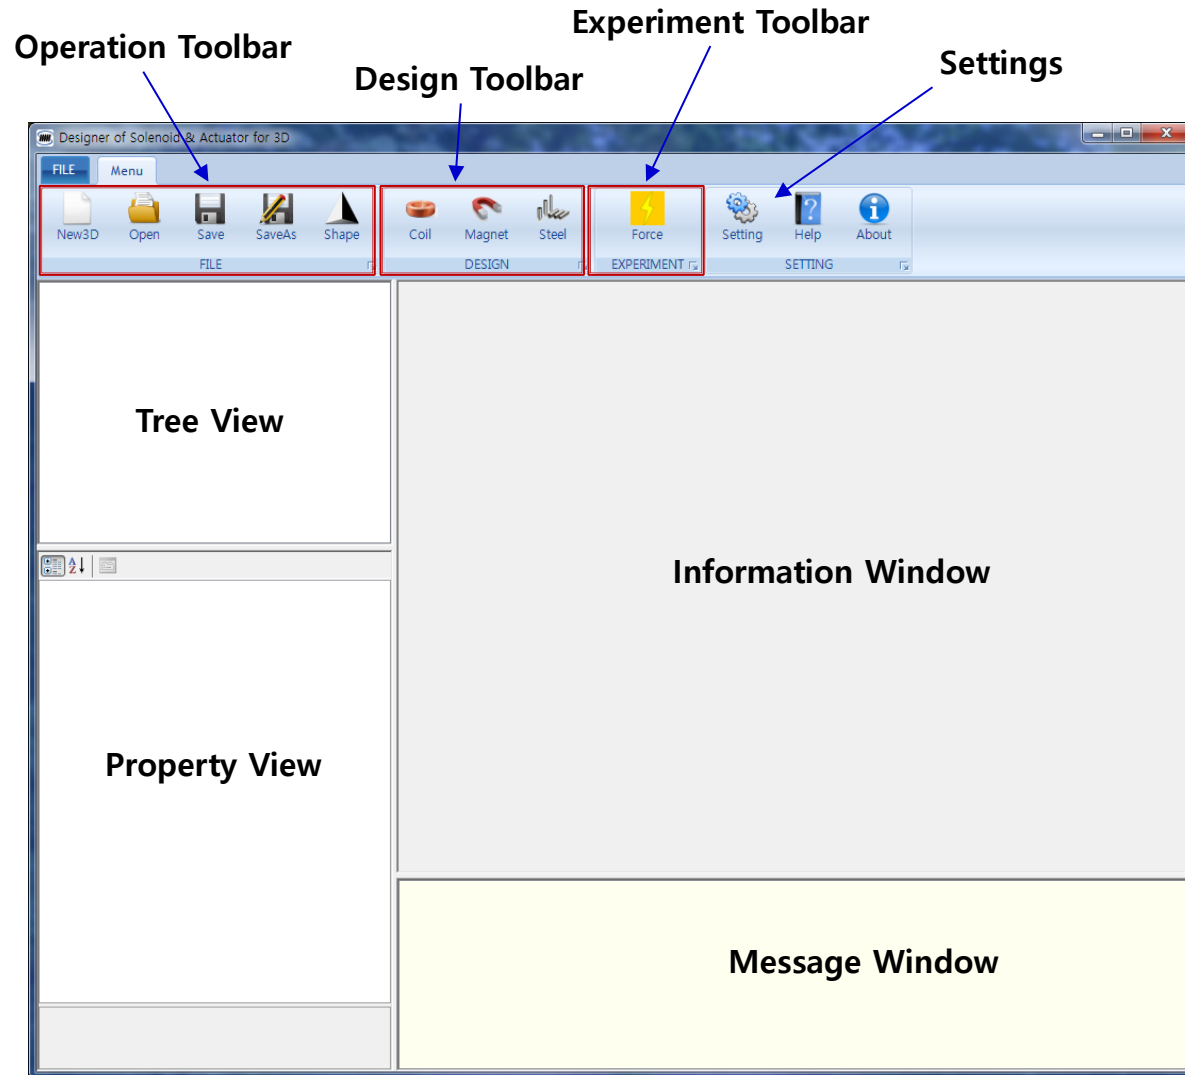 Experiment Toolbar
Operation Toolbar
Settings
Design Toolbar
Designer of Solenoid & Actuator for 3D
FILE Menu
New3D Open Save SaveAs Shape Coil Magnet Steel Force Setting Help About
FILE DESIGN EXPERIMENT SETTING
Tree View
Information Window
Property View
Message Window